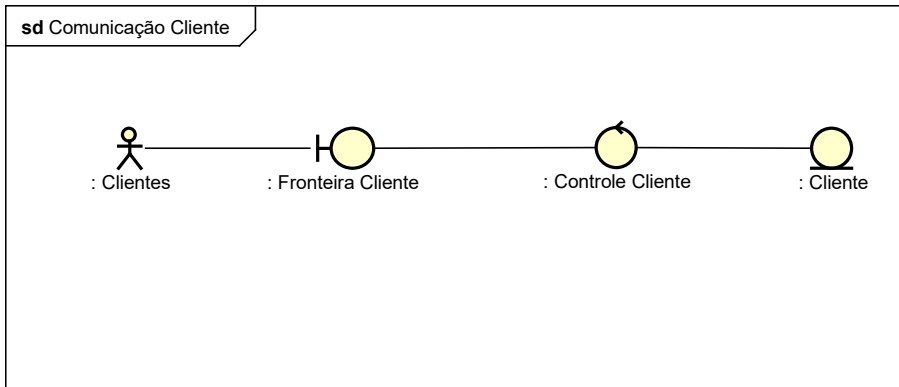 sd Comunicação Cliente
: Clientes
: Fronteira Cliente
: Controle Cliente
: Cliente